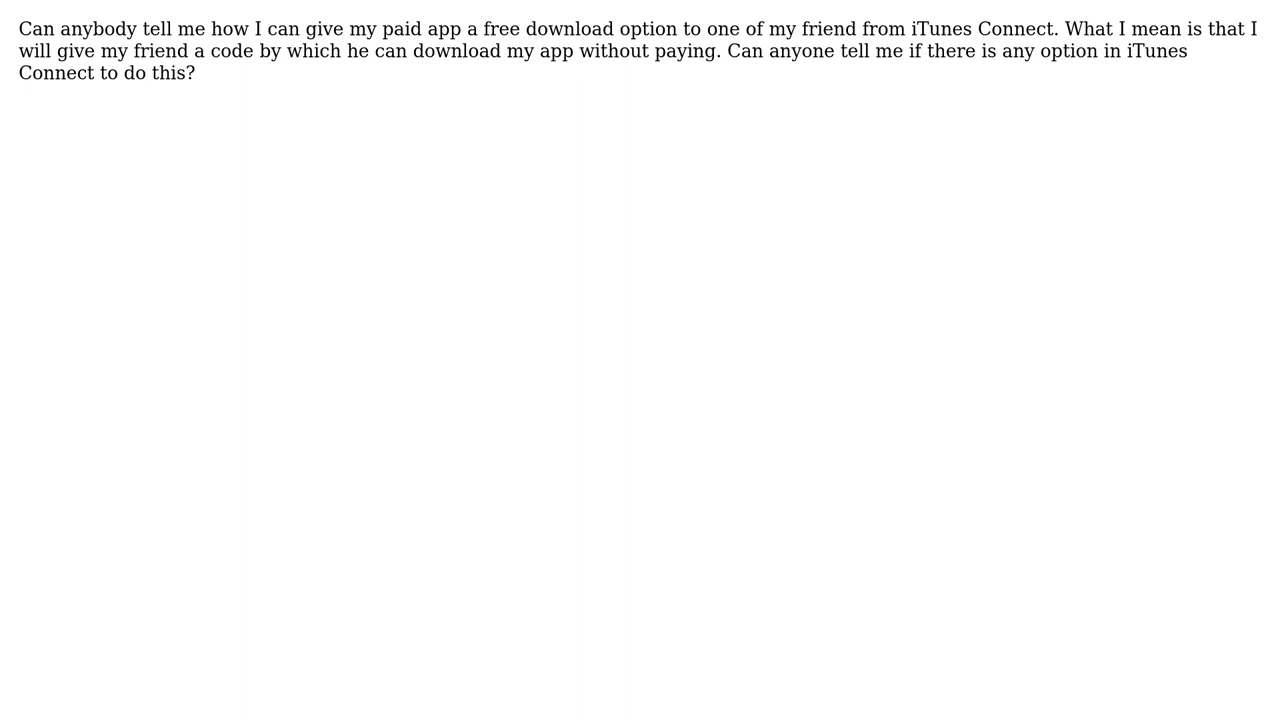 Can anybody tell me how I can give my paid app a free download option to one of my friend from iTunes Connect. What I mean is that I
will give my friend a code by which he can download my app without paying. Can anyone tell me if there is any option in iTunes
Connect to do this?